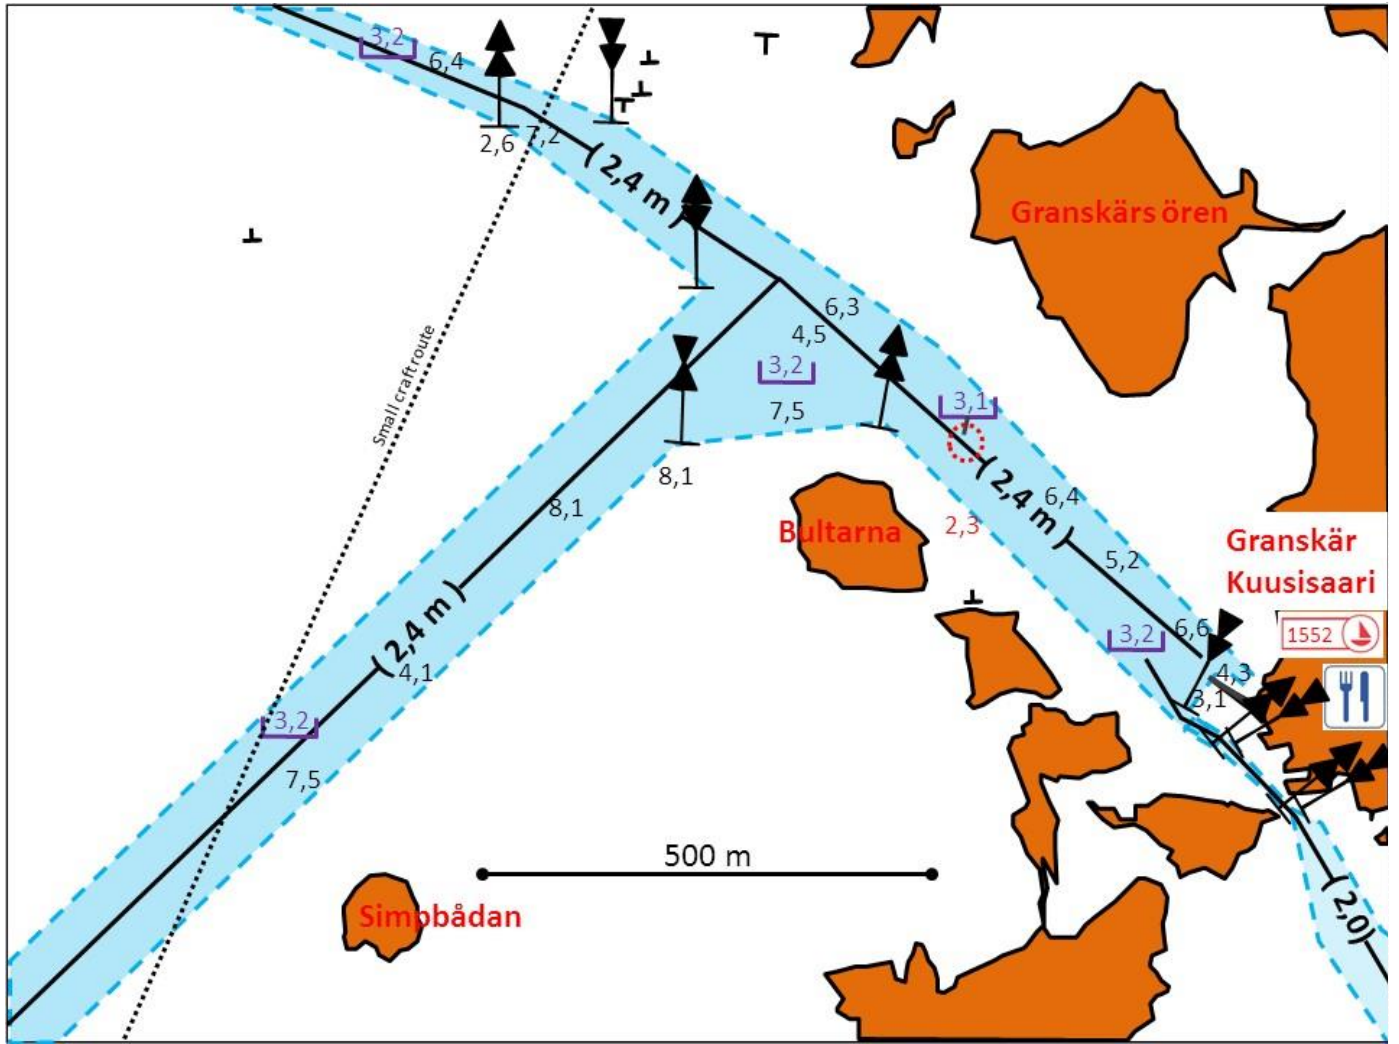 3,2
6,4
2,6
7,2
( 2,4 m )
Granskärs ören
6,3
4,5
Small craft route
3,2
3,1
7,5
8,1
8,1
( 2,4 m )
6,4
2,3
Bultarna
5,2
Granskär
Kuusisaari
( 2,4 m )
4,1
3,2
6,6
1552
4,3
3,1
3,2
7,5
500 m
Simpbådan
( 2,0)